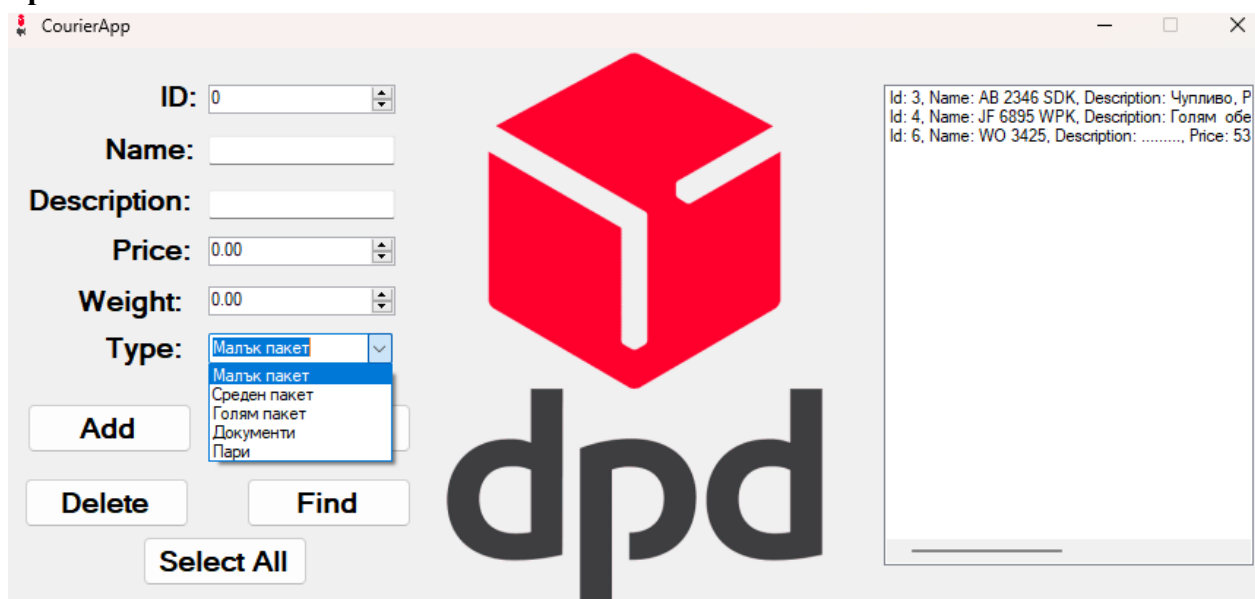 CourierApp
ID: 0
Name:
Description:
Price: 0.00
Weight: 0.00
Type: Малък пакет
Малък пакет
Среден пакет
Голям пакет
Документи
Пари
Add
Delete
Find
Select All
dpd
Id: 3, Name: AB 2346 SDK, Description: Чупливо, P
Id: 4, Name: JF 6895 WPK, Description: Голям обе
Id: 6, Name: WO 3425, Description: ........., Price: 53